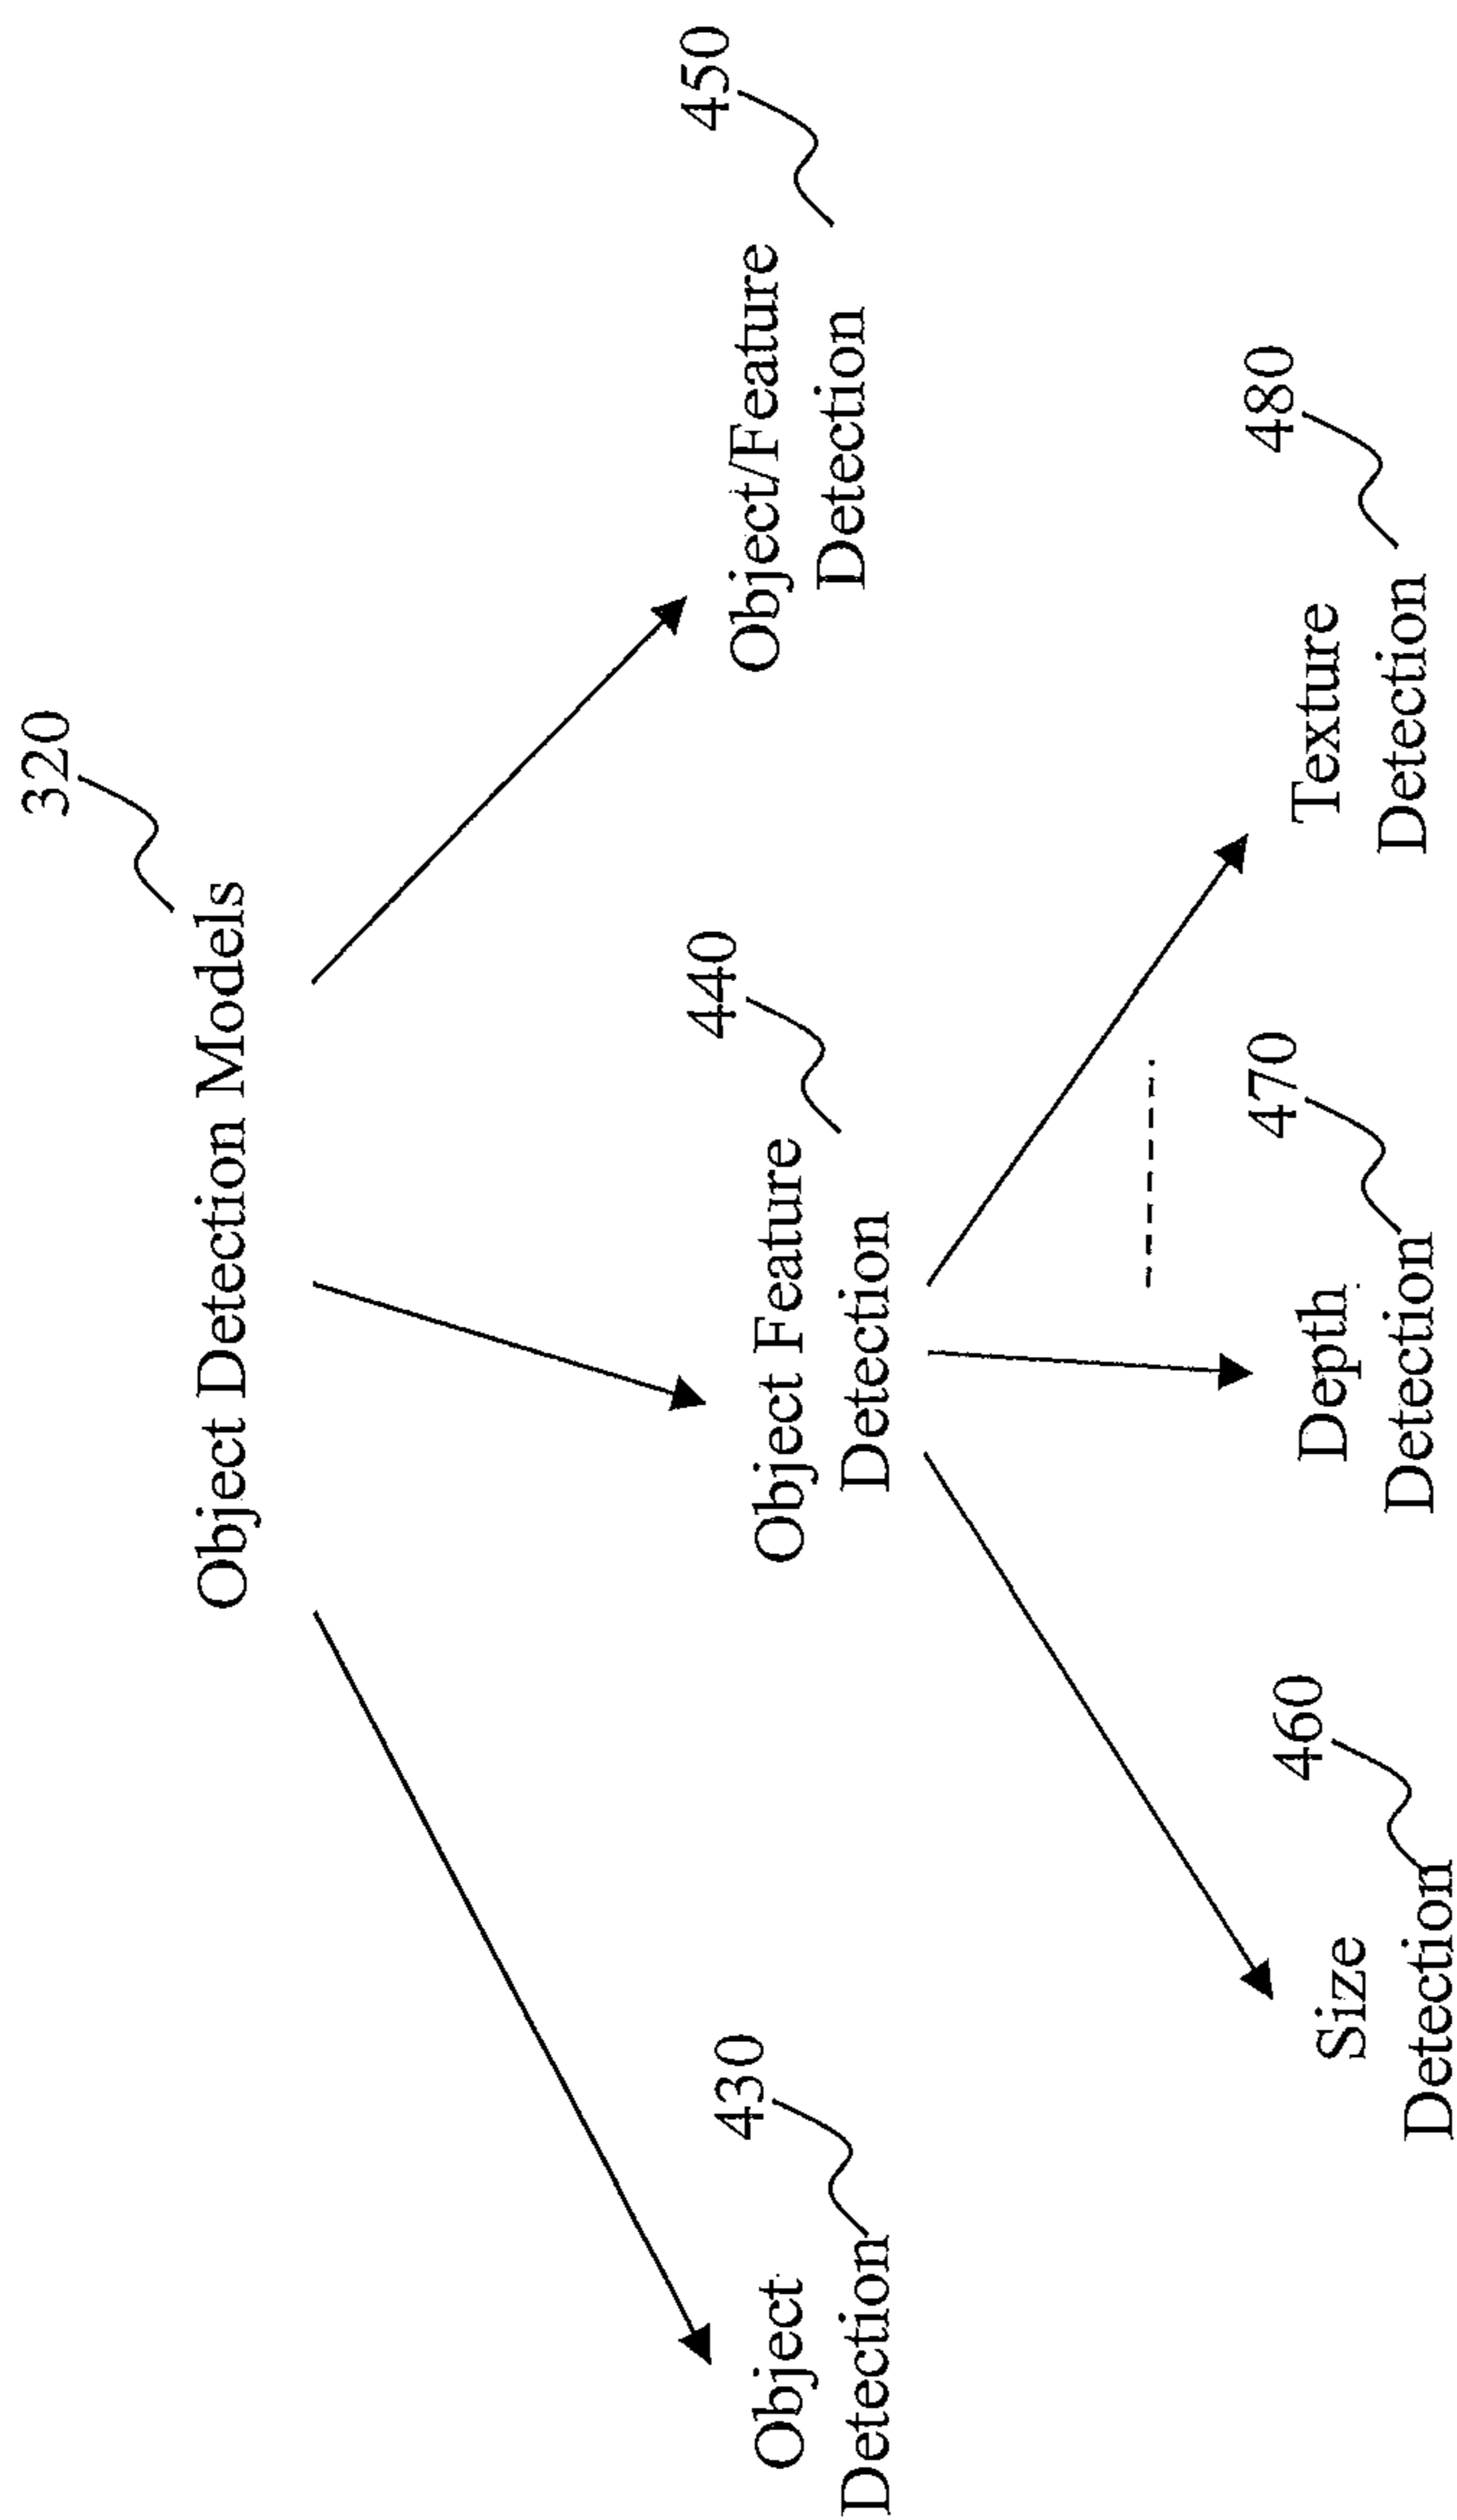 320
Object Detection Models
430
Object
Detection
440
Object Feature
Detection
450
Object/Feature
Detection
460
Size
Detection
470
Depth
Detection
480
Texture
Detection